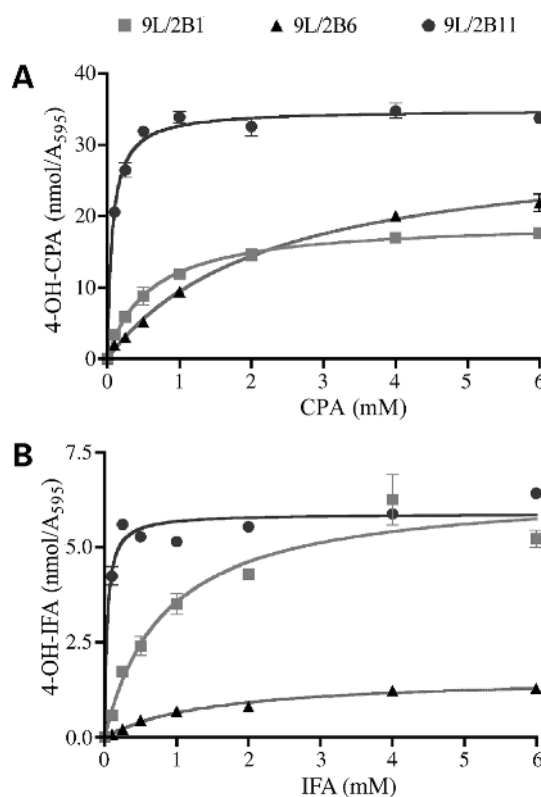 9L/2B1 9L/2B6 9L/2B11
A
4-OH-CPA (nmol/A595)
40
30
20
10
0
0 1 2 3 4 5 6
CPA (mM)
B
4-OH-IFA (nmol/A595)
7.5
5.0
2.5
0.0
0 1 2 3 4 5 6
IFA (mM)